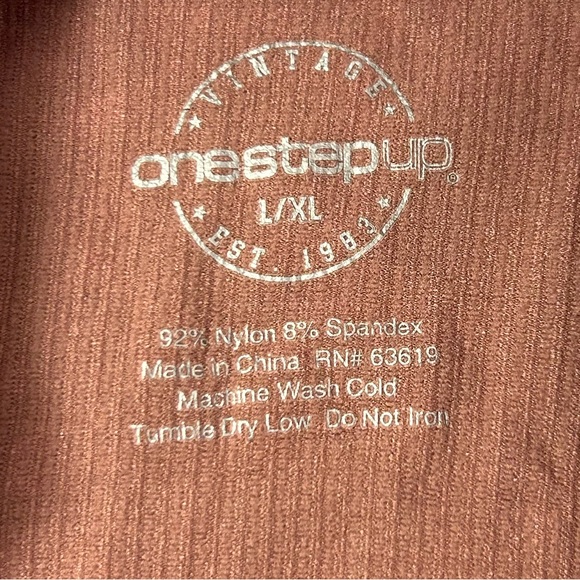 VINTAGE
onestepup®
L/XL
EST. 1983
92% Nylon 8% Spandex
Made in China RN# 63619
Machine Wash Cold
Tumble Dry Low Do Not Iron